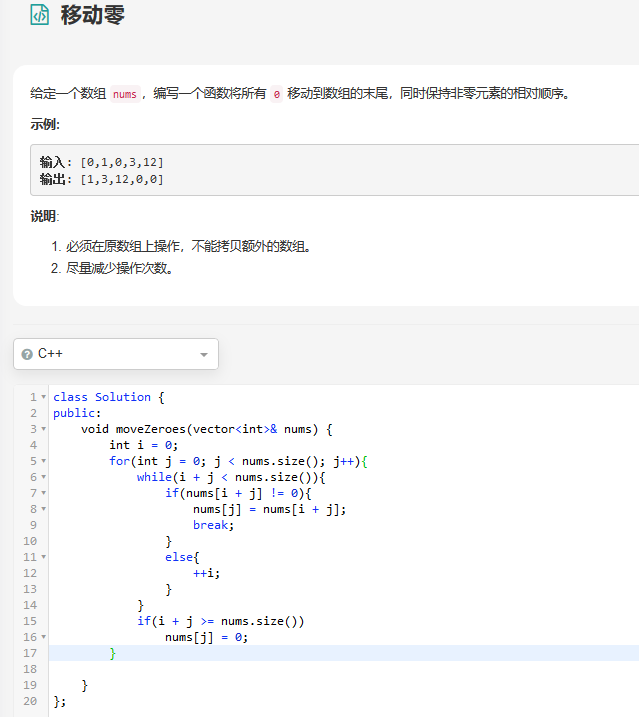 移动零
给定一个数组 nums ，编写一个函数将所有 0 移动到数组的末尾，同时保持非零元素的相对顺序。
示例:
输入: [0,1,0,3,12]
输出: [1,3,12,0,0]
说明:
1. 必须在原数组上操作，不能拷贝额外的数组。
2. 尽量减少操作次数。
? C++
1 class Solution {
2 public:
3     void moveZeroes(vector<int>& nums) {
4         int i = 0;
5         for(int j = 0; j < nums.size(); j++){
6             while(i + j < nums.size()){
7                 if(nums[i + j] != 0){
8                     nums[j] = nums[i + j];
9                     break;
10                 }
11                 else{
12                     ++i;
13                 }
14             }
15             if(i + j >= nums.size())
16                 nums[j] = 0;
17         }
18
19     }
20 };